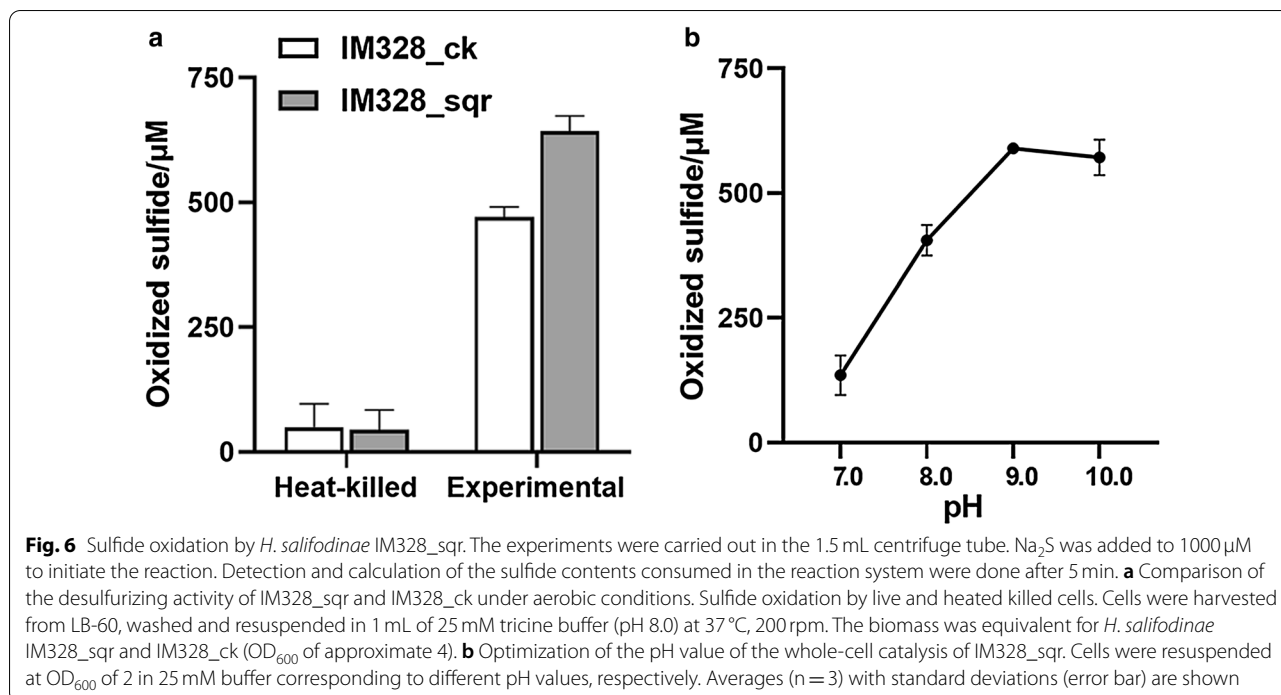 a
IM328_ck
IM328_sqr
750
500
250
0
Oxidized sulfide/µM
Heat-killed Experimental
b
750
500
250
0
Oxidized sulfide/µM
7.0 8.0 9.0 10.0
pH
Fig. 6 Sulfide oxidation by H. salifodinae IM328_sqr. The experiments were carried out in the 1.5 mL centrifuge tube. Na₂S was added to 1000 µM
to initiate the reaction. Detection and calculation of the sulfide contents consumed in the reaction system were done after 5 min. a Comparison of
the desulfurizing activity of IM328_sqr and IM328_ck under aerobic conditions. Sulfide oxidation by live and heated killed cells. Cells were harvested
from LB-60, washed and resuspended in 1 mL of 25 mM tricine buffer (pH 8.0) at 37 °C, 200 rpm. The biomass was equivalent for H. salifodinae
IM328_sqr and IM328_ck (OD₆₀₀ of approximate 4). b Optimization of the pH value of the whole-cell catalysis of IM328_sqr. Cells were resuspended
at OD₆₀₀ of 2 in 25 mM buffer corresponding to different pH values, respectively. Averages (n = 3) with standard deviations (error bar) are shown